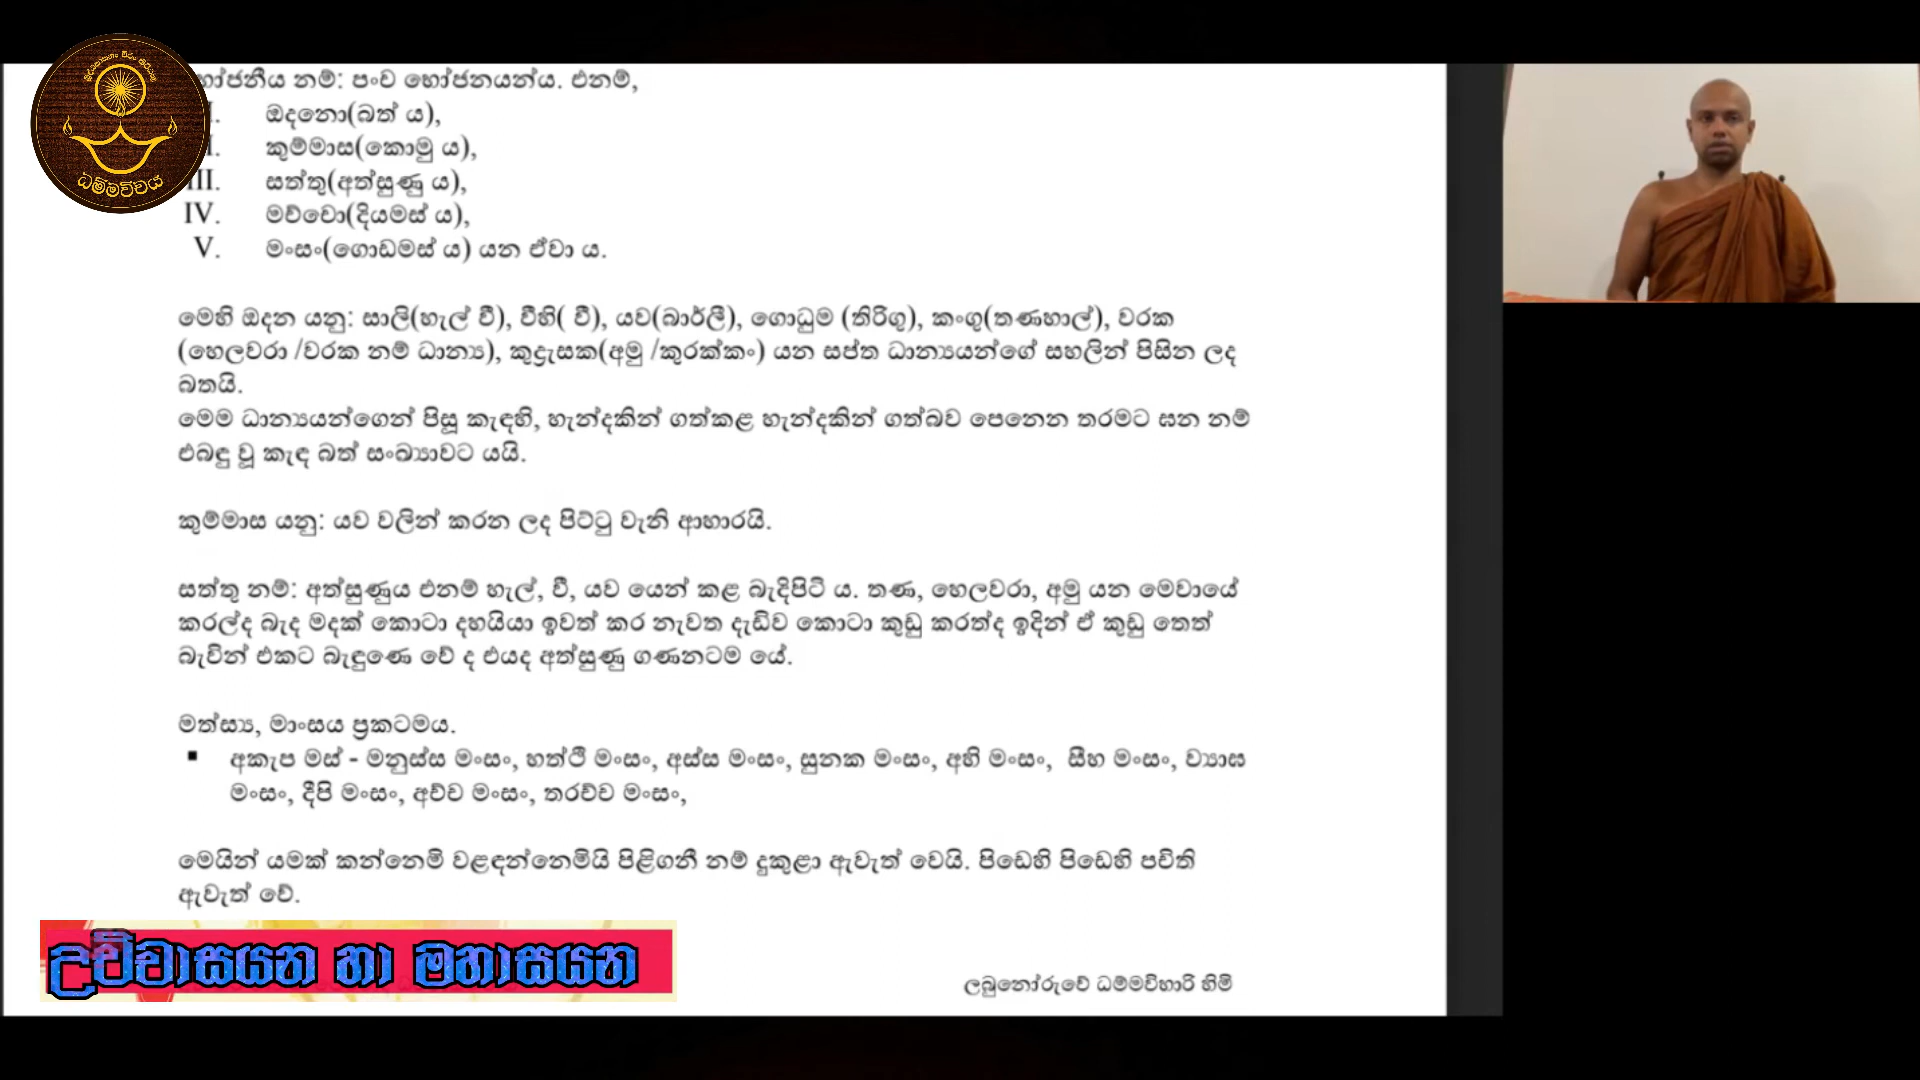 ධම්මවිචය
භෝජනීය නම්: පංච භෝජනයන්ය. එනම්,
I. ඔදනො(බත් ය),
II. කුම්මාස(කොමු ය),
III. සත්තු(අත්සුණු ය),
IV. මච්චො(දියමස් ය),
V. මංසං(ගොඩමස් ය) යන ඒවා ය.
මෙහි ඔදන යනු: සාලි(හැල් වී), වීහි( වී), යව(බාර්ලී), ගොධුම (තිරිගු), කංගු(තණහාල්), වරක
(හෙලවරා /වරක නම් ධාන්‍ය), කුද්‍රැසක(අමු /කුරක්කං) යන සප්ත ධාන්‍යයන්ගේ සහලින් පිසින ලද
බතයි.
මෙම ධාන්‍යයන්ගෙන් පිසූ කැඳහි, හැන්දකින් ගත්කළ හැන්දකින් ගත්බව පෙනෙන තරමට ඝන නම්
එබඳු වූ කැඳ බත් සංඛ්‍යාවට යයි.
කුම්මාස යනු: යව වලින් කරන ලද පිට්ටු වැනි ආහාරයි.
සත්තු නම්: අත්සුණුය එනම් හැල්, වී, යව යෙන් කළ බැදිපිටි ය. තණ, හෙලවරා, අමු යන මෙවායේ
කරල්ද බැද මදක් කොටා දහයියා ඉවත් කර නැවත දැඩිව කොටා කුඩු කරත්ද ඉදින් ඒ කුඩු තෙත්
බැවින් එකට බැඳුණෙ වේ ද එයද අත්සුණු ගණනටම යේ.
මත්ස්‍ය, මාංසය ප්‍රකටමය.
▪ අකැප මස් - මනුස්ස මංසං, හත්ථි මංසං, අස්ස මංසං, සුනක මංසං, අහි මංසං, සීහ මංසං, ව්‍යාඝ
මංසං, දීපි මංසං, අච්ච මංසං, තරච්ච මංසං,
මෙයින් යමක් කන්නෙමි වළඳන්නෙමියි පිළිගනී නම් දුකුළා ඇවැත් වෙයි. පිඩෙහි පිඩෙහි පචිති
ඇවැත් වේ.
උච්චාසයන හා මහාසයන
ලබුනෝරුවේ ධම්මවිහාරි හිමි